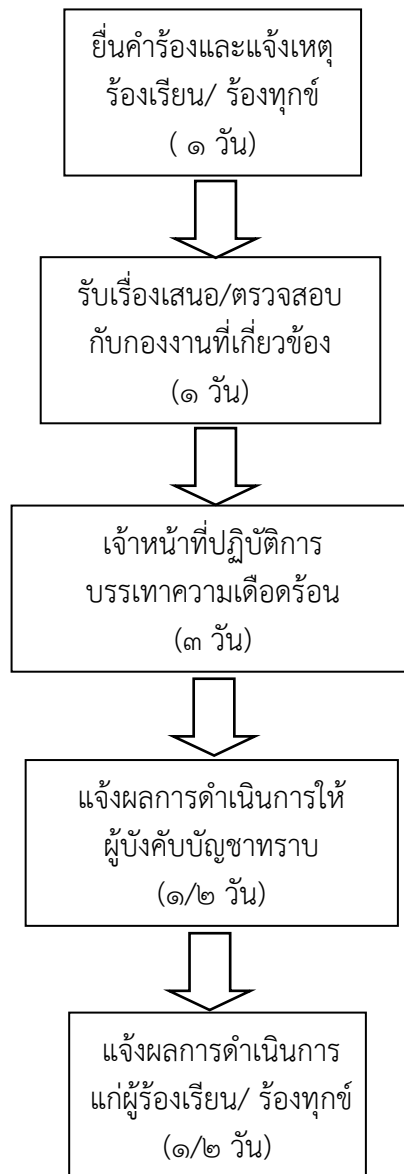 ยื่นคำร้องและแจ้งเหตุ
ร้องเรียน/ ร้องทุกข์
( ๑ วัน)
รับเรื่องเสนอ/ตรวจสอบ
กับกองงานที่เกี่ยวข้อง
(๑ วัน)
เจ้าหน้าที่ปฏิบัติการ
บรรเทาความเดือดร้อน
(๓ วัน)
แจ้งผลการดำเนินการให้
ผู้บังคับบัญชาทราบ
(๑/๒ วัน)
แจ้งผลการดำเนินการ
แก่ผู้ร้องเรียน/ ร้องทุกข์
(๑/๒ วัน)